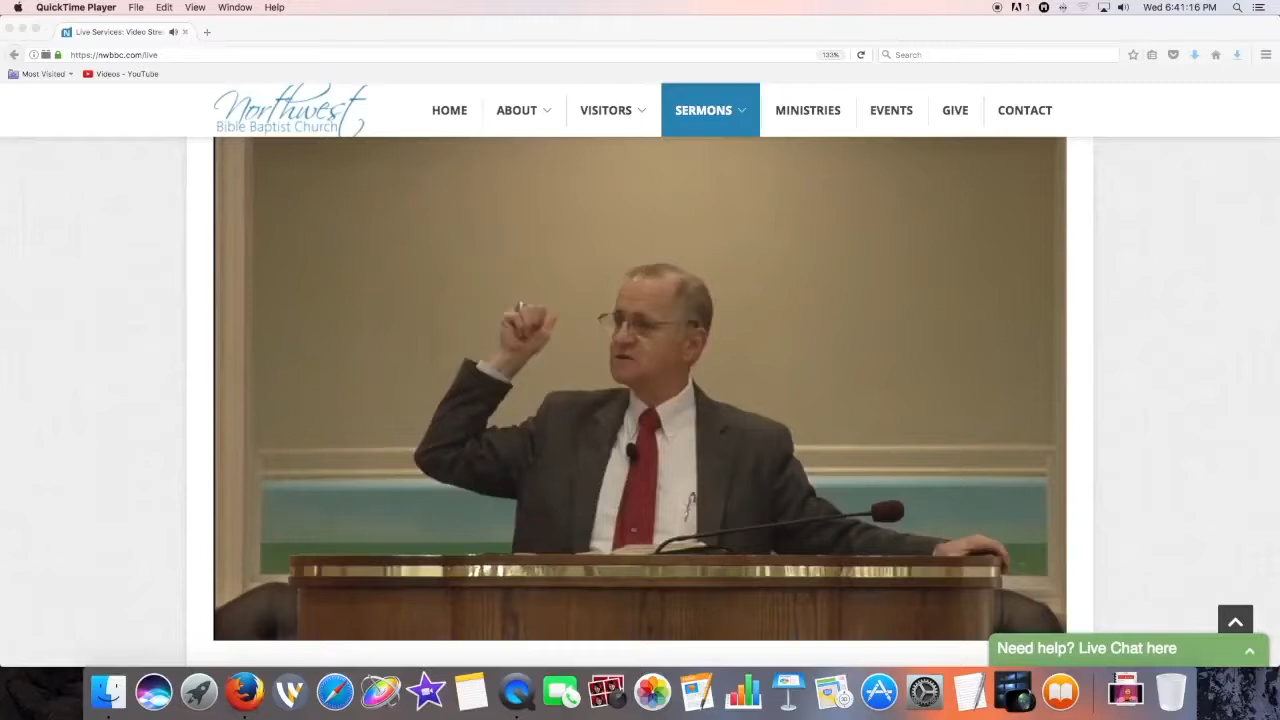 QuickTime Player File Edit View Window Help 1 Wed 6:41:16 PM
Live Services: Video Stre
https://nwbbc.com/live 133% Search
Most Visited Videos - YouTube
Northwest
Bible Baptist Church
HOME ABOUT VISITORS SERMONS MINISTRIES EVENTS GIVE CONTACT
Need help? Live Chat here